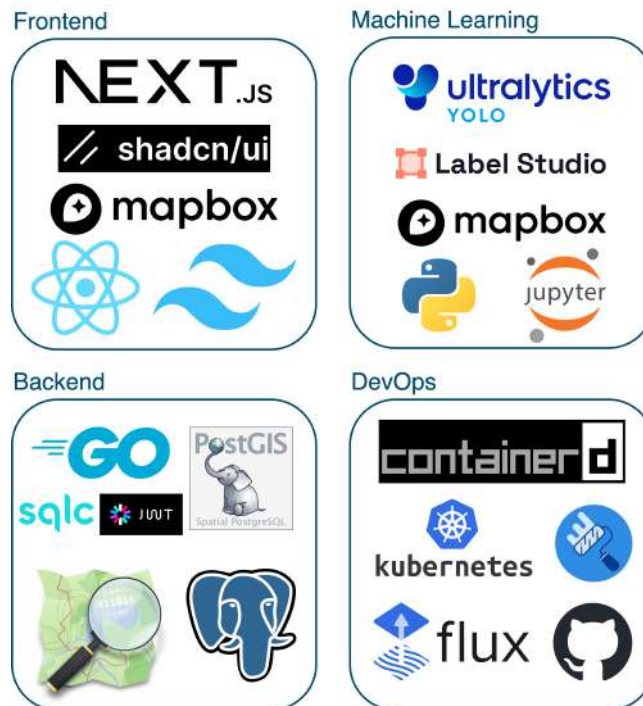 Frontend
NEXT.JS
shadcn/ui
mapbox
Machine Learning
ultralytics
YOLO
Label Studio
mapbox
jupyter
Backend
GO
PostGIS
Spatial PostgreSQL
sqlc
JWT
DevOps
containerd
kubernetes
flux